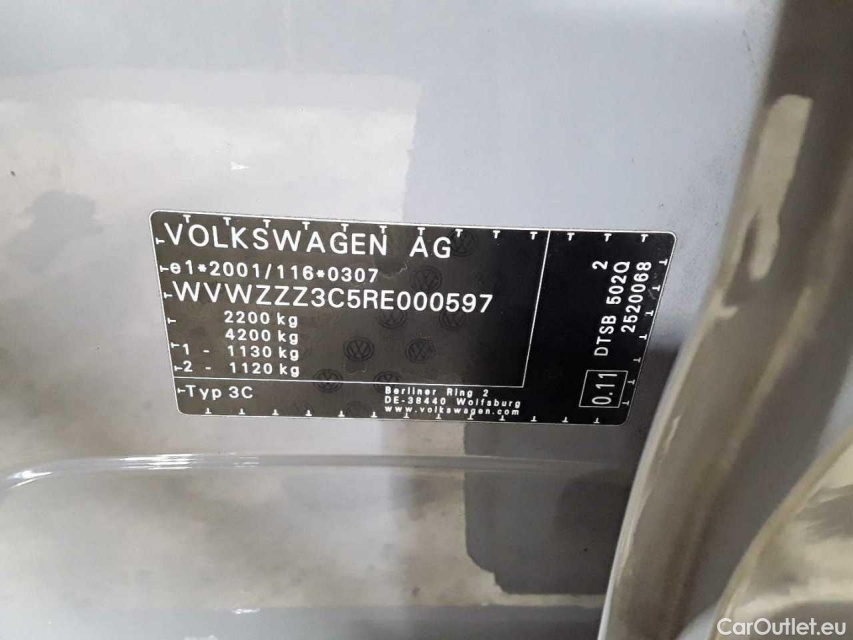 VOLKSWAGEN AG
e1*2001/116*0307
WVWZZZ3C5RE000597
2200 kg
4200 kg
1 - 1130 kg
2 - 1120 kg
Typ 3C
Berliner Ring 2
DE-38440 Wolfsburg
www.volkswagen.com
0.11 DTSB 502Q 2
2520068
CarOutlet.eu